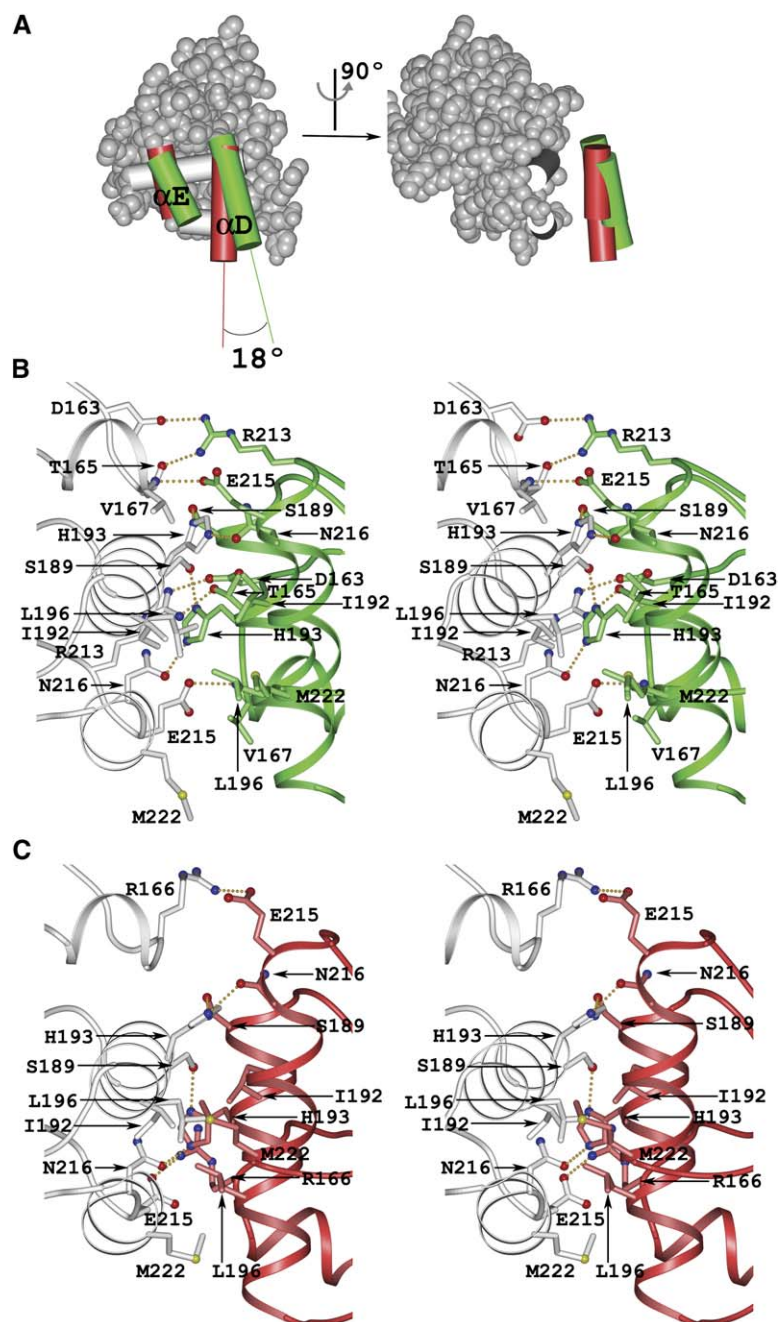 A
90°
αE
αD
18°
B
D163
R213
T165
E215
V167
S189
H193
N216
S189
D163
T165
L196
I192
I192
H193
R213
N216
M222
E215
V167
L196
M222
D163
R213
T165
E215
V167
S189
H193
N216
S189
D163
T165
L196
I192
I192
H193
R213
N216
M222
E215
V167
L196
M222
C
R166
E215
N216
S189
H193
S189
I192
L196
H193
I192
M222
N216
R166
E215
M222
L196
R166
E215
N216
S189
H193
S189
I192
L196
H193
I192
M222
N216
R166
E215
M222
L196